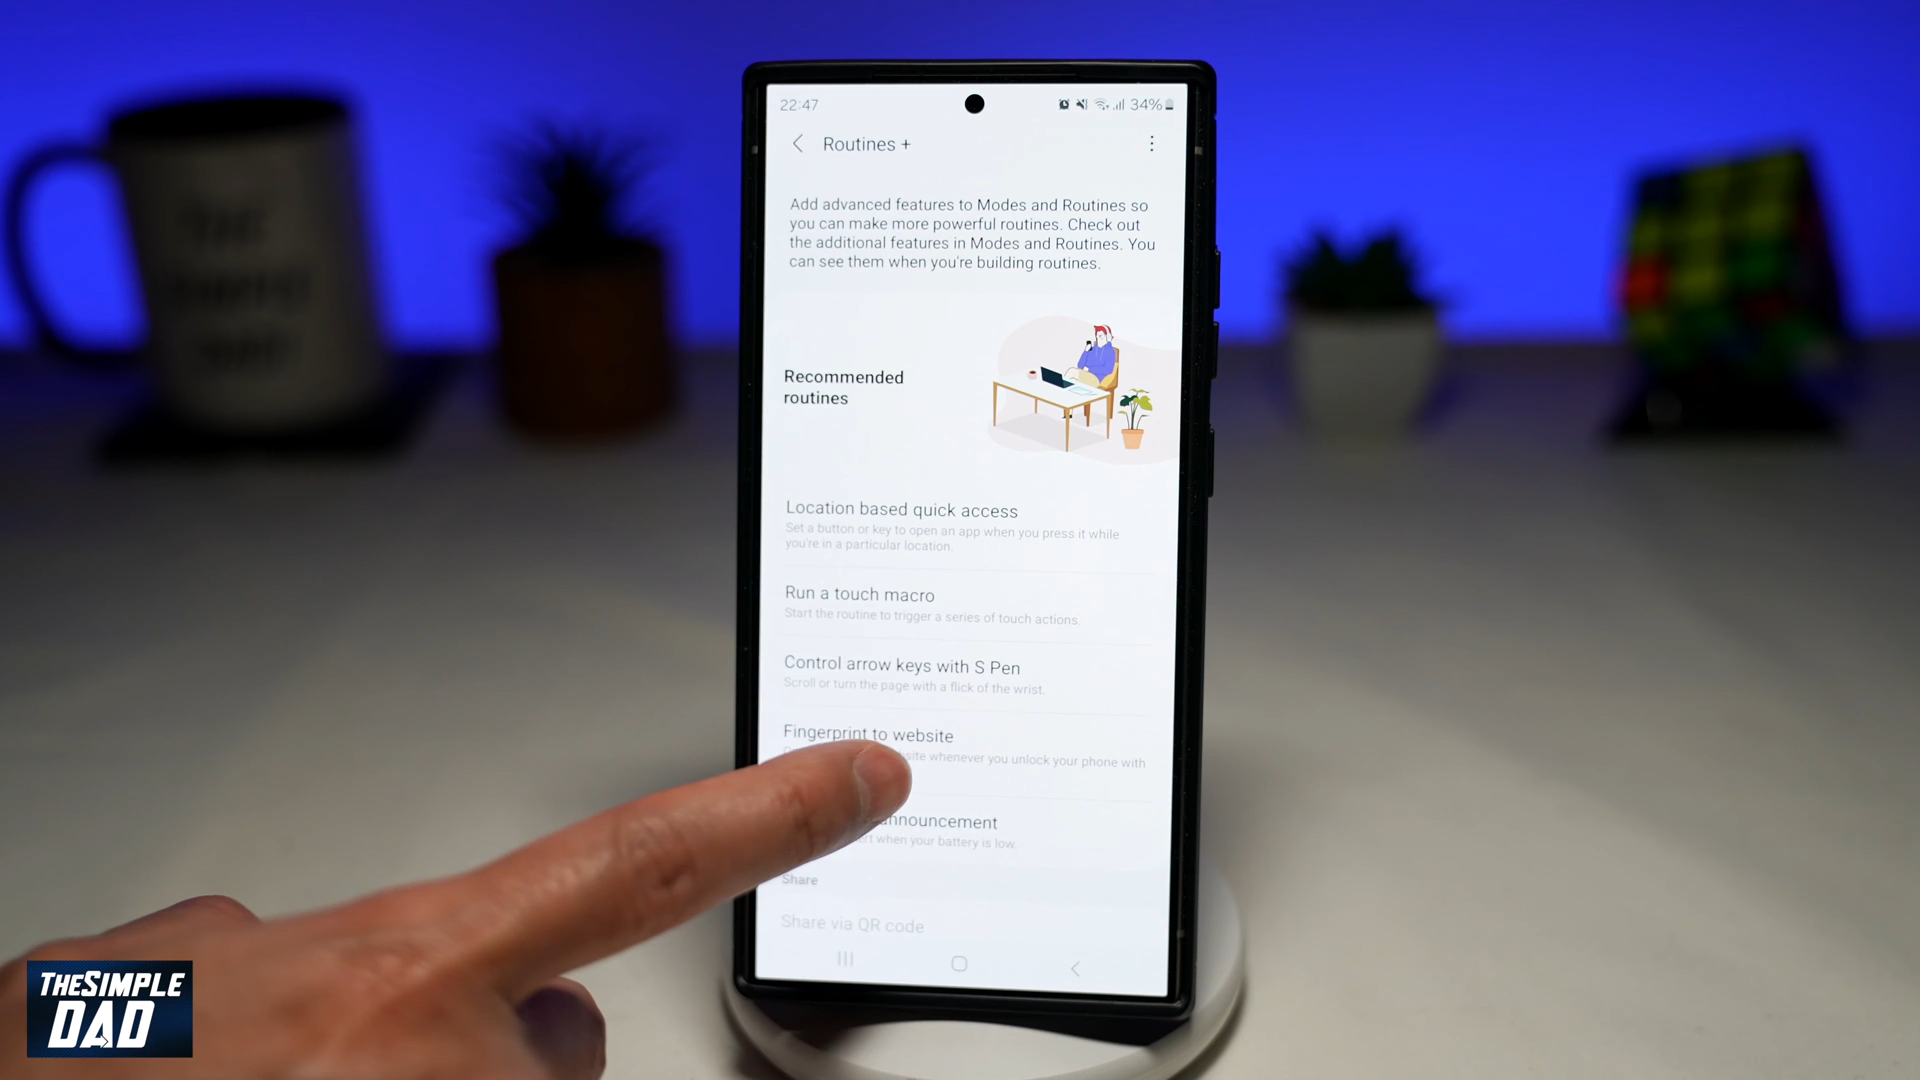 22:47
34%
Routines +
Add advanced features to Modes and Routines so
you can make more powerful routines. Check out
the additional features in Modes and Routines. You
can see them when you're building routines.
Recommended
routines
Location based quick access
Set a button or key to open an app when you press it while
you're in a particular location.
Run a touch macro
Start the routine to trigger a series of touch actions.
Control arrow keys with S Pen
Scroll or turn the page with a flick of the wrist.
Fingerprint to website
whenever you unlock your phone with
announcement
when your battery is low.
Share
Share via QR code
THE SIMPLE
DAD